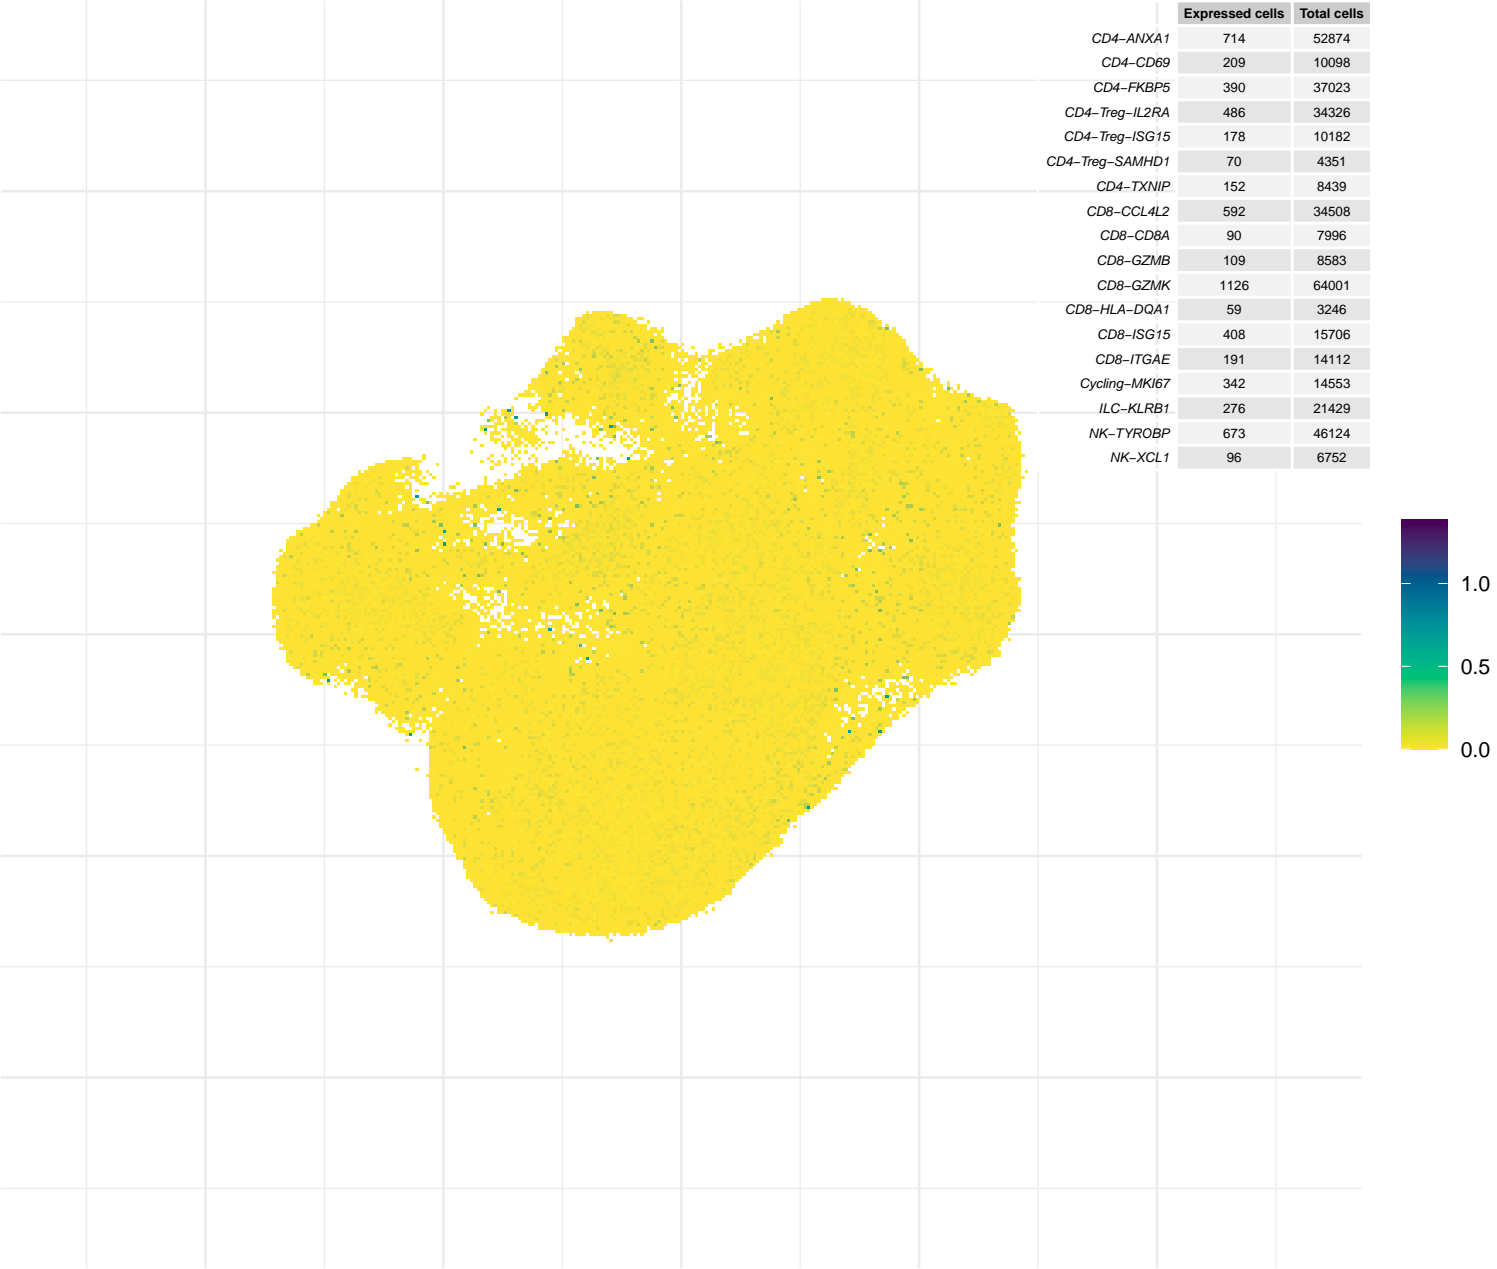 Expressed cells Total cells
CD4−ANXA1 714 52874
CD4−CD69 209 10098
CD4−FKBP5 390 37023
CD4−Treg−IL2RA 486 34326
CD4−Treg−ISG15 178 10182
CD4−Treg−SAMHD1 70 4351
CD4−TXNIP 152 8439
CD8−CCL4L2 592 34508
CD8−CD8A 90 7996
CD8−GZMB 109 8583
CD8−GZMK 1126 64001
CD8−HLA−DQA1 59 3246
CD8−ISG15 408 15706
CD8−ITGAE 191 14112
Cycling−MKI67 342 14553
ILC−KLRB1 276 21429
NK−TYROBP 673 46124
NK−XCL1 96 6752
1.0
0.5
0.0